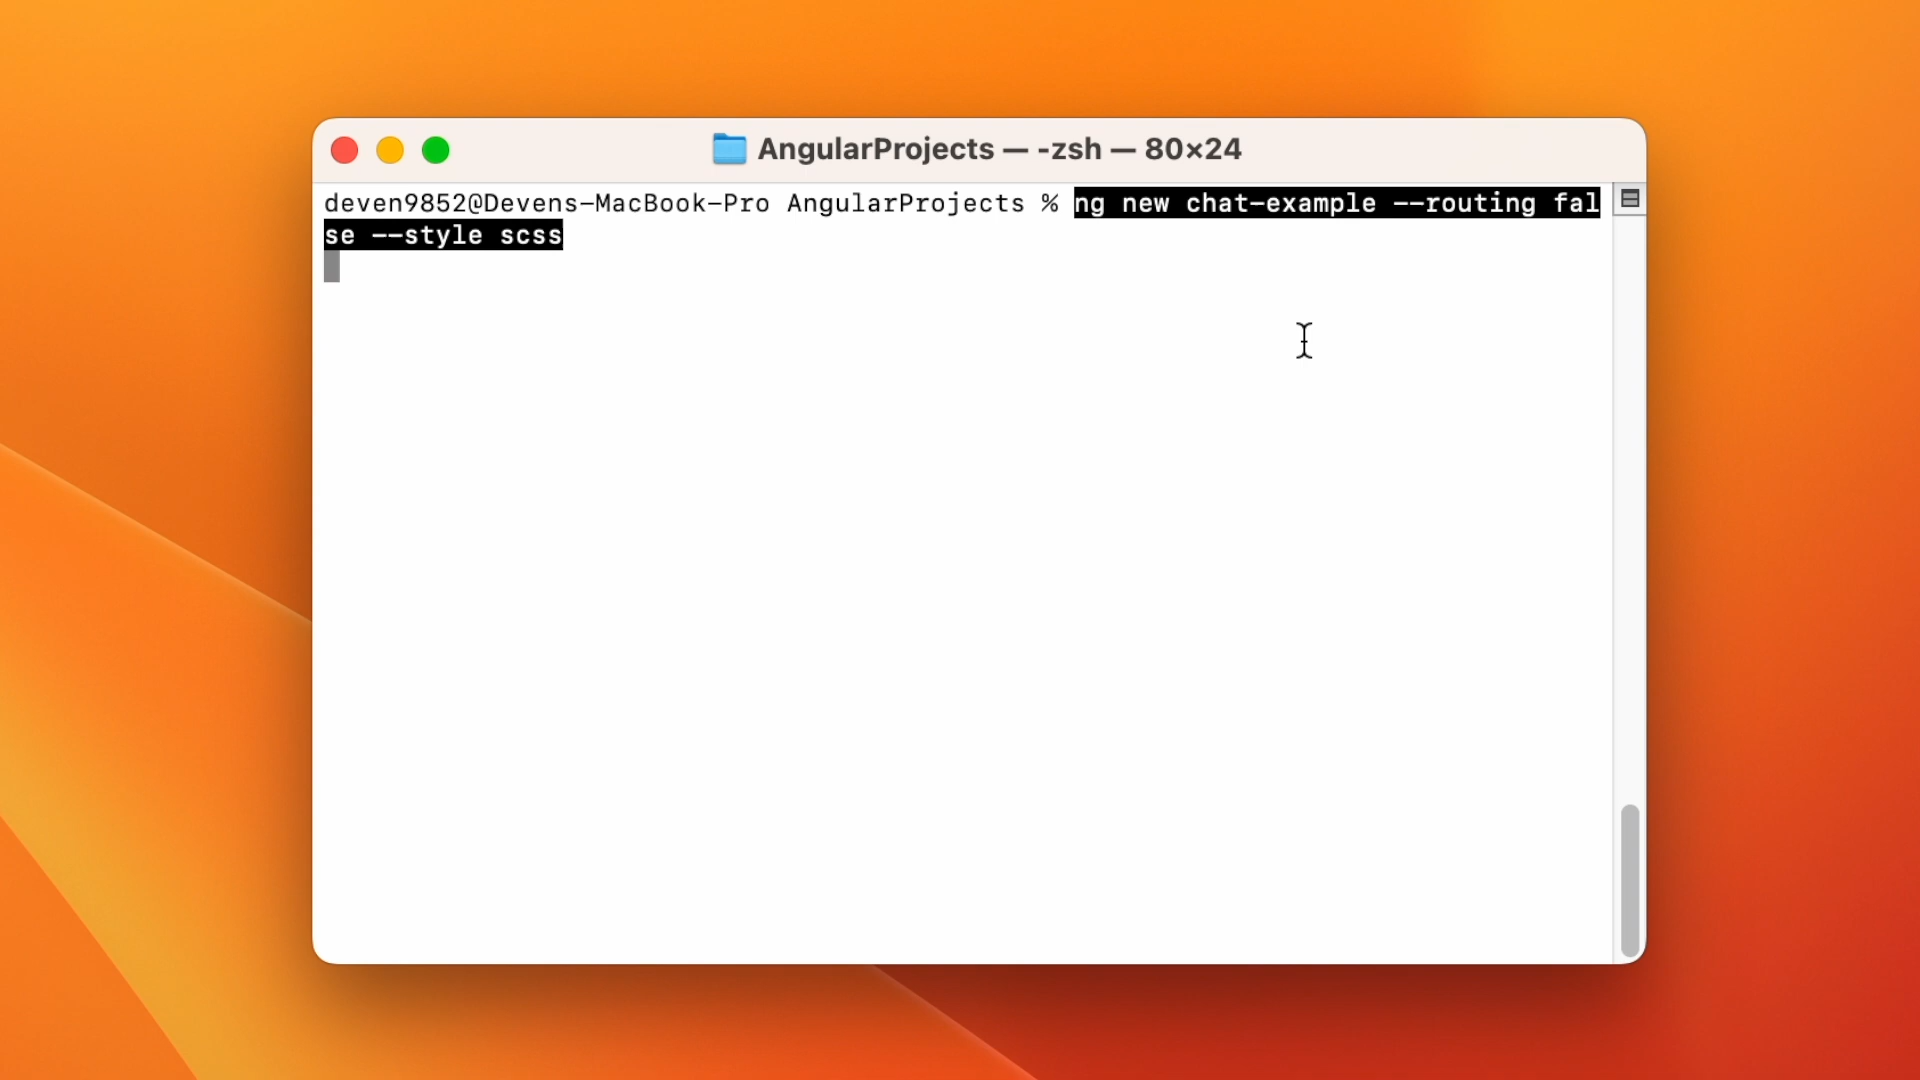 AngularProjects — -zsh — 80×24
deven9852@Devens-MacBook-Pro AngularProjects % ng new chat-example --routing fal
se --style scss